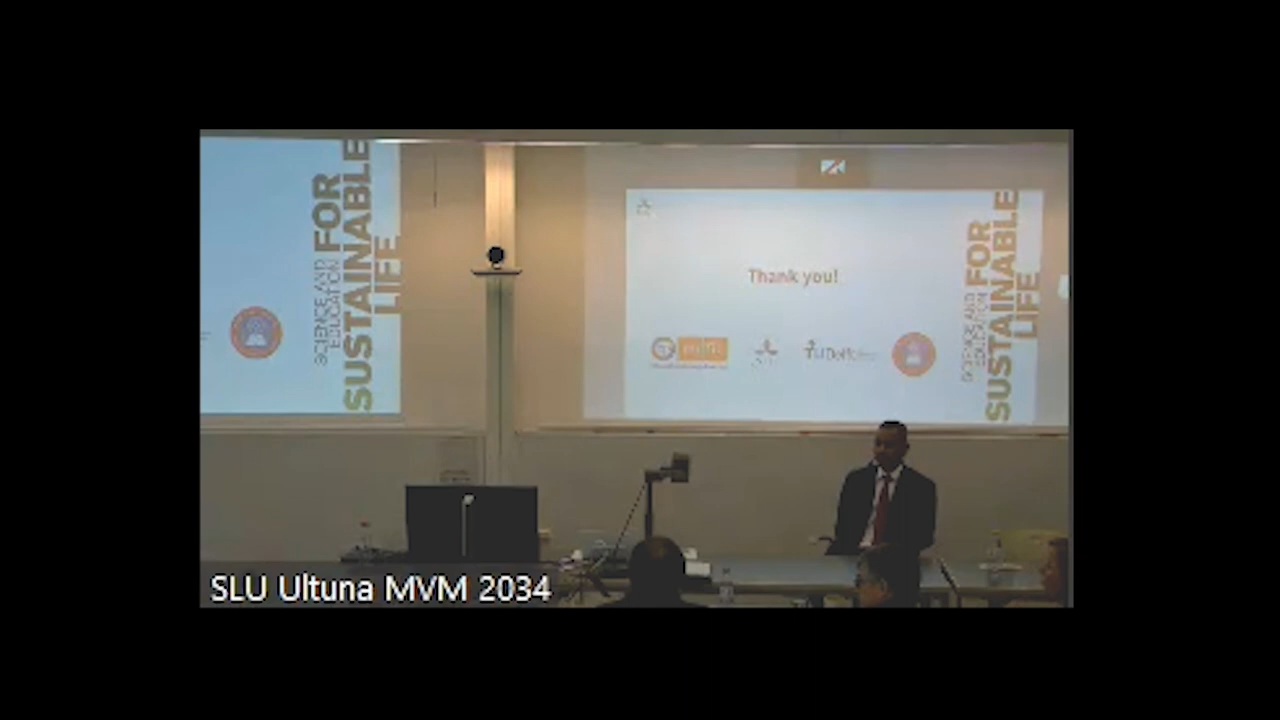 SCIENCE AND
EDUCATION
FOR
SUSTAINABLE
LIFE
Thank you!
SCIENCE AND
EDUCATION
FOR
SUSTAINABLE
LIFE
TU Delft
SLU Ultuna MVM 2034